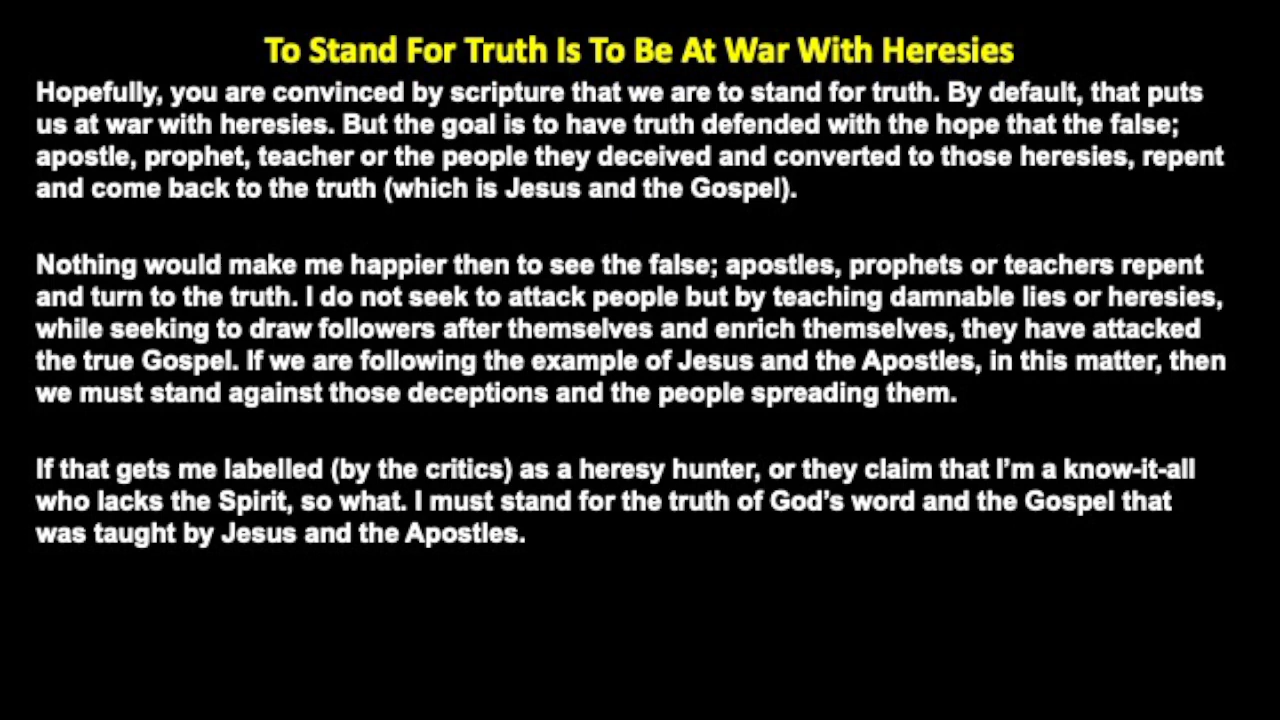 To Stand For Truth Is To Be At War With Heresies
Hopefully, you are convinced by scripture that we are to stand for truth. By default, that puts
us at war with heresies. But the goal is to have truth defended with the hope that the false;
apostle, prophet, teacher or the people they deceived and converted to those heresies, repent
and come back to the truth (which is Jesus and the Gospel).
Nothing would make me happier then to see the false; apostles, prophets or teachers repent
and turn to the truth. I do not seek to attack people but by teaching damnable lies or heresies,
while seeking to draw followers after themselves and enrich themselves, they have attacked
the true Gospel. If we are following the example of Jesus and the Apostles, in this matter, then
we must stand against those deceptions and the people spreading them.
If that gets me labelled (by the critics) as a heresy hunter, or they claim that I’m a know-it-all
who lacks the Spirit, so what. I must stand for the truth of God’s word and the Gospel that
was taught by Jesus and the Apostles.